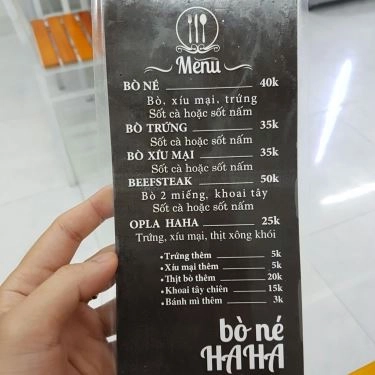 Menu
BÒ NÉ 40k
Bò, xíu mại, trứng
Sốt cà hoặc sốt nấm
BÒ TRỨNG 35k
Sốt cà hoặc sốt nấm
BÒ XÍU MẠI 35k
Sốt cà hoặc sốt nấm
BEEFSTEAK 50k
Bò 2 miếng, khoai tây
Sốt cà hoặc sốt nấm
OPLA HAHA 25k
Trứng, xíu mại, thịt xông khói
• Trứng thêm 5k
• Xíu mại thêm 5k
• Thịt bò thêm 20k
• Khoai tây chiên 15k
• Bánh mì thêm 3k
bò né
HAHA